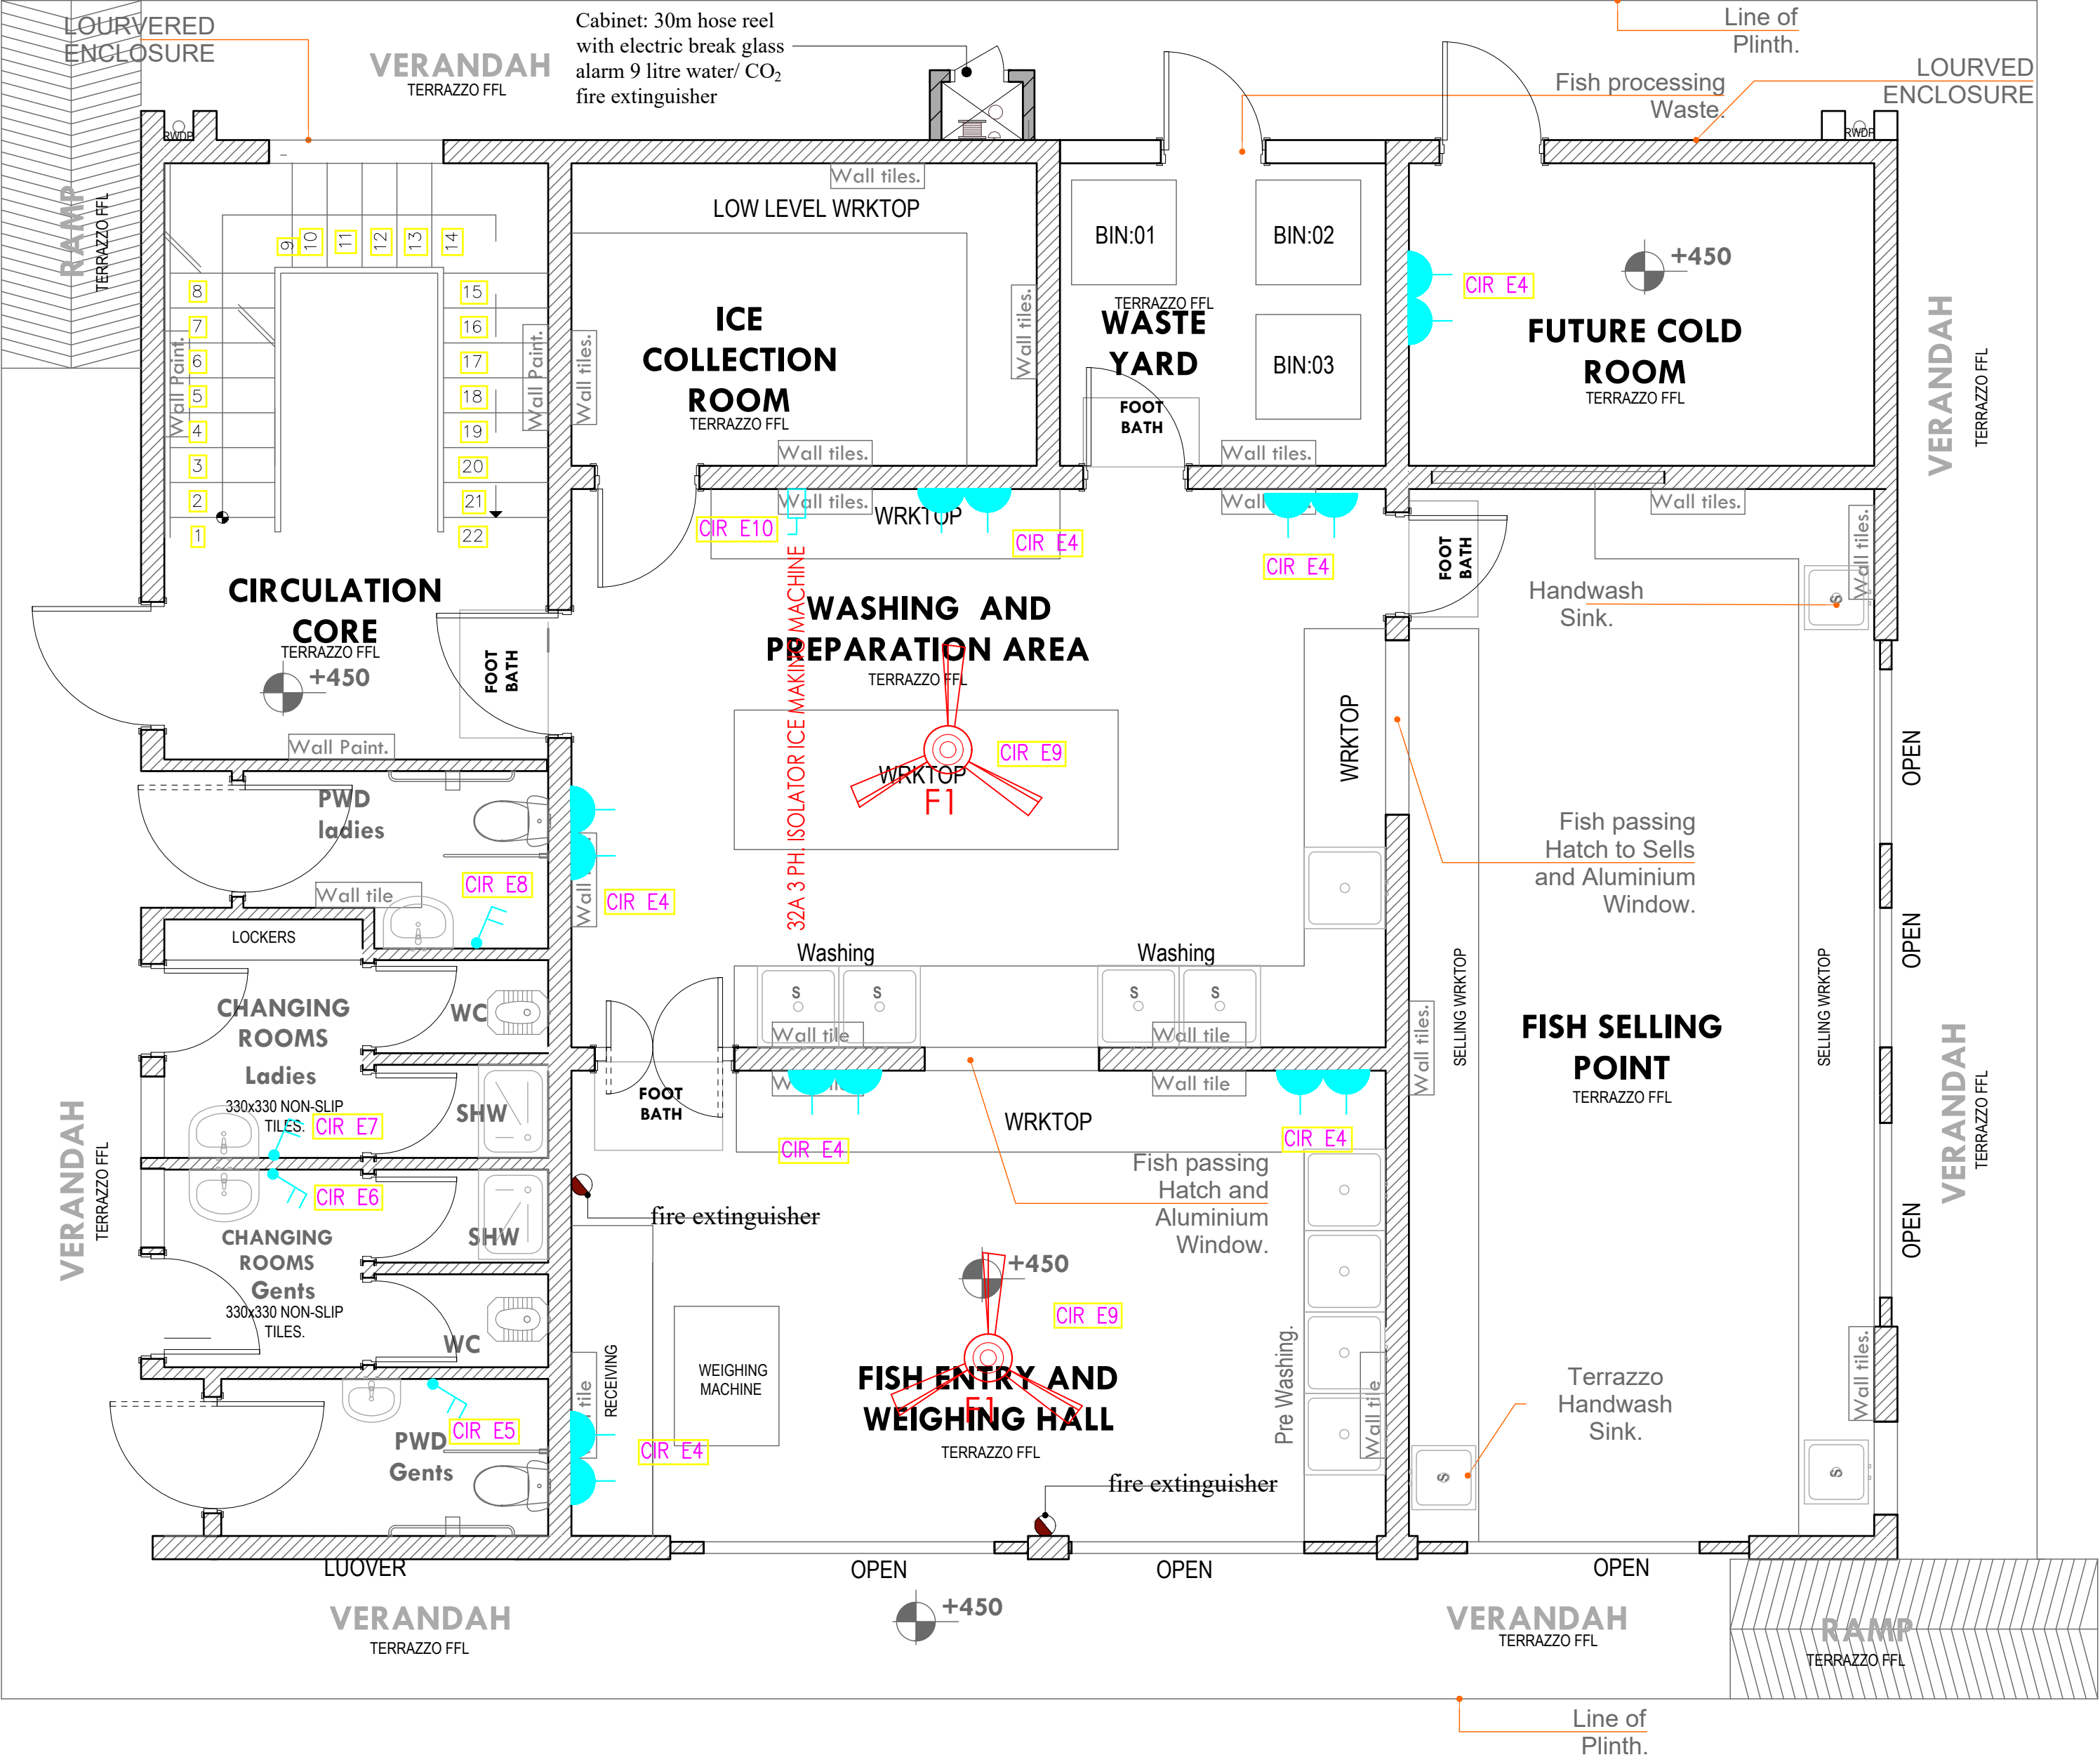 LOURVERED
ENCLOSURE
VERANDAH
TERRAZZO FFL
Cabinet: 30m hose reel
with electric break glass
alarm 9 litre water/ CO₂
fire extinguisher
Line of
Plinth.
Fish processing
Waste.
LOURVED
ENCLOSURE
RWDP
RWDP
RAMP
TERRAZZO FFL
Wall tiles.
LOW LEVEL WRKTOP
BIN:01
BIN:02
BIN:03
9
10
11
12
13
14
8
7
6
5
4
3
2
1
15
16
17
18
19
20
21
22
Wall Paint.
Wall Paint.
Wall tiles.
Wall tiles.
ICE
COLLECTION
ROOM
TERRAZZO FFL
Wall tiles.
TERRAZZO FFL
WASTE
YARD
FOOT
BATH
Wall tiles.
CIR E4
+450
FUTURE COLD
ROOM
TERRAZZO FFL
VERANDAH
TERRAZZO FFL
Wall tiles.
WRKTOP
CIR E10
CIR E4
Wall
CIR E4
Wall tiles.
Wall tiles.
FOOT
BATH
Handwash
Sink.
S
CIRCULATION
CORE
TERRAZZO FFL
+450
FOOT
BATH
Wall Paint.
WASHING AND
PREPARATION AREA
TERRAZZO FFL
32A 3 PH. ISOLATOR ICE MAKING MACHINE
WRKTOP
F1
CIR E9
WRKTOP
OPEN
Fish passing
Hatch to Sells
and Aluminium
Window.
PWD
ladies
CIR E8
Wall tile
Wall
CIR E4
LOCKERS
Washing
Washing
S
S
S
S
Wall tile
Wall tile
OPEN
SELLING WRKTOP
SELLING WRKTOP
CHANGING
ROOMS
Ladies
330x330 NON-SLIP
TILES.
WC
SHW
CIR E7
CIR E6
FOOT
BATH
Wall tile
WRKTOP
CIR E4
CIR E4
Wall tiles.
FISH SELLING
POINT
TERRAZZO FFL
VERANDAH
TERRAZZO FFL
OPEN
VERANDAH
TERRAZZO FFL
CHANGING
ROOMS
Gents
330x330 NON-SLIP
TILES.
SHW
WC
fire extinguisher
Fish passing
Hatch and
Aluminium
Window.
+450
CIR E9
RECEIVING
WEIGHING
MACHINE
FISH ENTRY AND
WEIGHING HALL
F1
TERRAZZO FFL
Pre Washing.
Wall tile
Wall tiles.
Terrazzo
Handwash
Sink.
S
S
CIR E5
PWD
Gents
tile
CIR E4
fire extinguisher
LUOVER
OPEN
OPEN
OPEN
VERANDAH
TERRAZZO FFL
+450
VERANDAH
TERRAZZO FFL
RAMP
TERRAZZO FFL
Line of
Plinth.